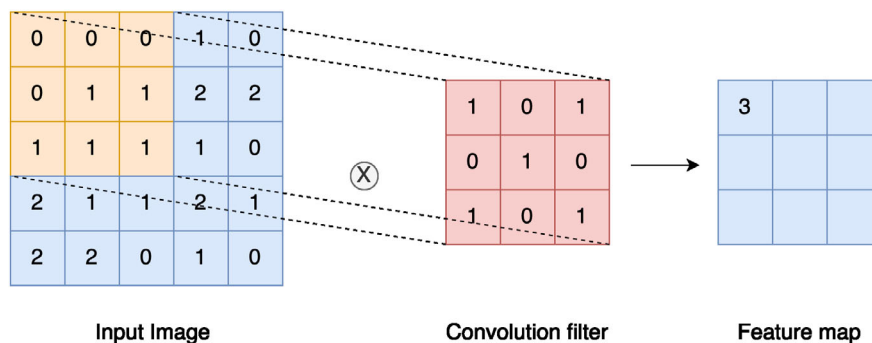 0 0 0 1 0
0 1 1 2 2
1 1 1 1 0
2 1 1 2 1
2 2 0 1 0
X
1 0 1
0 1 0
1 0 1
3
Input Image
Convolution filter
Feature map